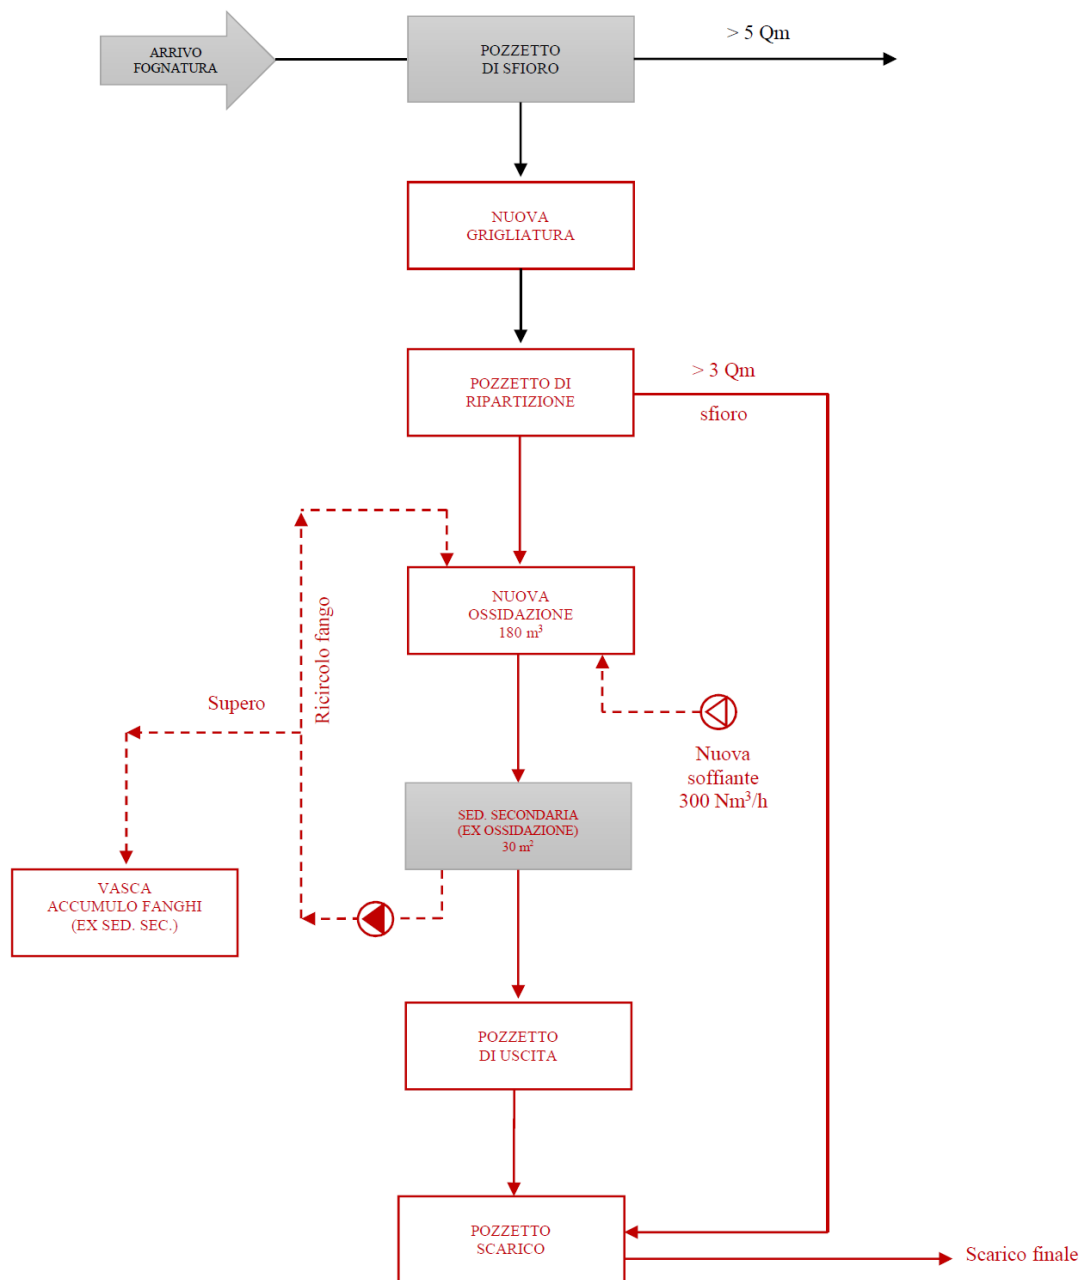 ARRIVO
FOGNATURA
POZZETTO
DI SFIORO
> 5 Qm
NUOVA
GRIGLIATURA
POZZETTO DI
RIPARTIZIONE
> 3 Qm
sfioro
Ricircolo fango
NUOVA
OSSIDAZIONE
180 m³
Supero
Nuova
soffiante
300 Nm³/h
SED. SECONDARIA
(EX OSSIDAZIONE)
30 m²
VASCA
ACCUMULO FANGHI
(EX SED. SEC.)
POZZETTO
DI USCITA
POZZETTO
SCARICO
Scarico finale